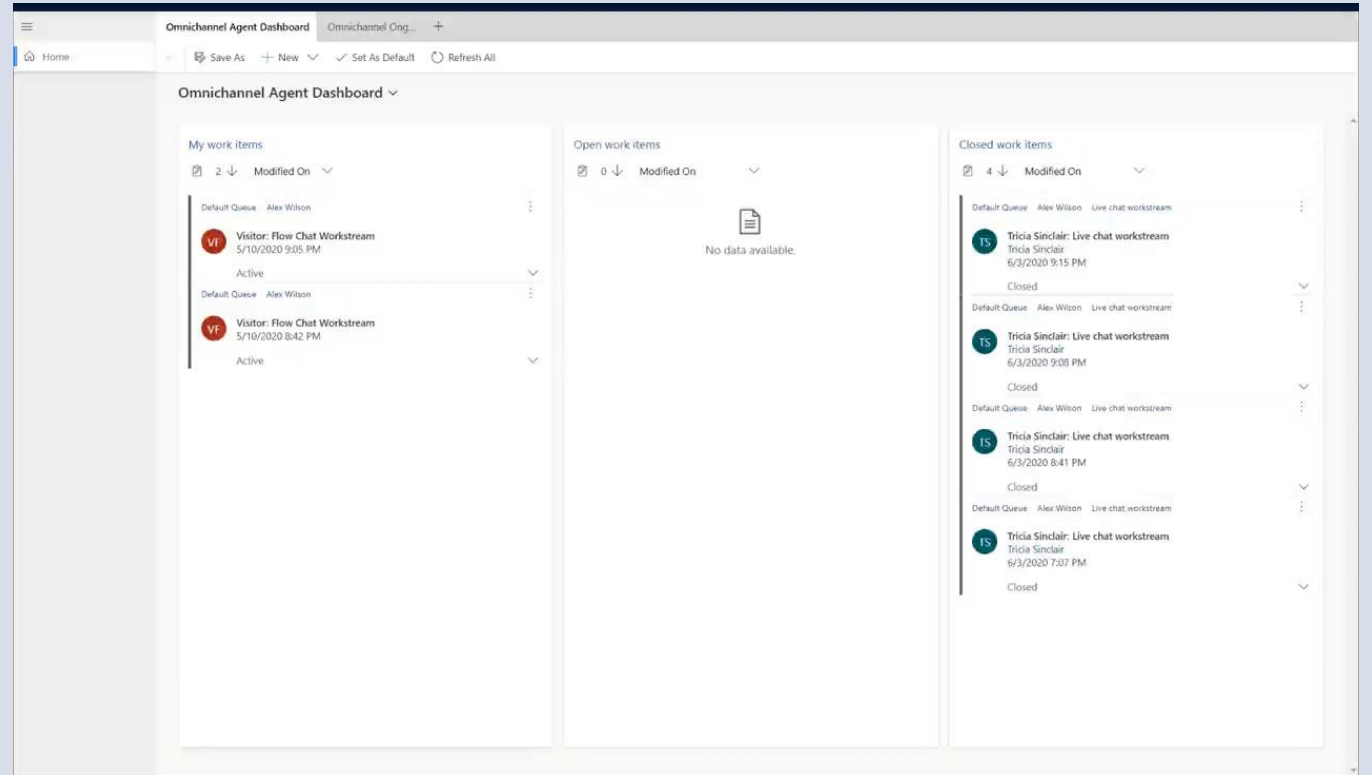 Omnichannel Agent Dashboard
Omnichannel Ong...
Home
Save As
New
Set As Default
Refresh All
Omnichannel Agent Dashboard
My work items
2
Modified On
Default Queue Alex Wilson
VF
Visitor: Flow Chat Workstream
5/10/2020 9:05 PM
Active
Default Queue Alex Wilson
VF
Visitor: Flow Chat Workstream
5/10/2020 8:42 PM
Active
Open work items
0
Modified On
No data available.
Closed work items
4
Modified On
Default Queue Alex Wilson Live chat workstream
TS
Tricia Sinclair: Live chat workstream
Tricia Sinclair
6/3/2020 9:15 PM
Closed
Default Queue Alex Wilson Live chat workstream
TS
Tricia Sinclair: Live chat workstream
Tricia Sinclair
6/3/2020 9:08 PM
Closed
Default Queue Alex Wilson Live chat workstream
TS
Tricia Sinclair: Live chat workstream
Tricia Sinclair
6/3/2020 8:41 PM
Closed
Default Queue Alex Wilson Live chat workstream
TS
Tricia Sinclair: Live chat workstream
Tricia Sinclair
6/3/2020 7:07 PM
Closed